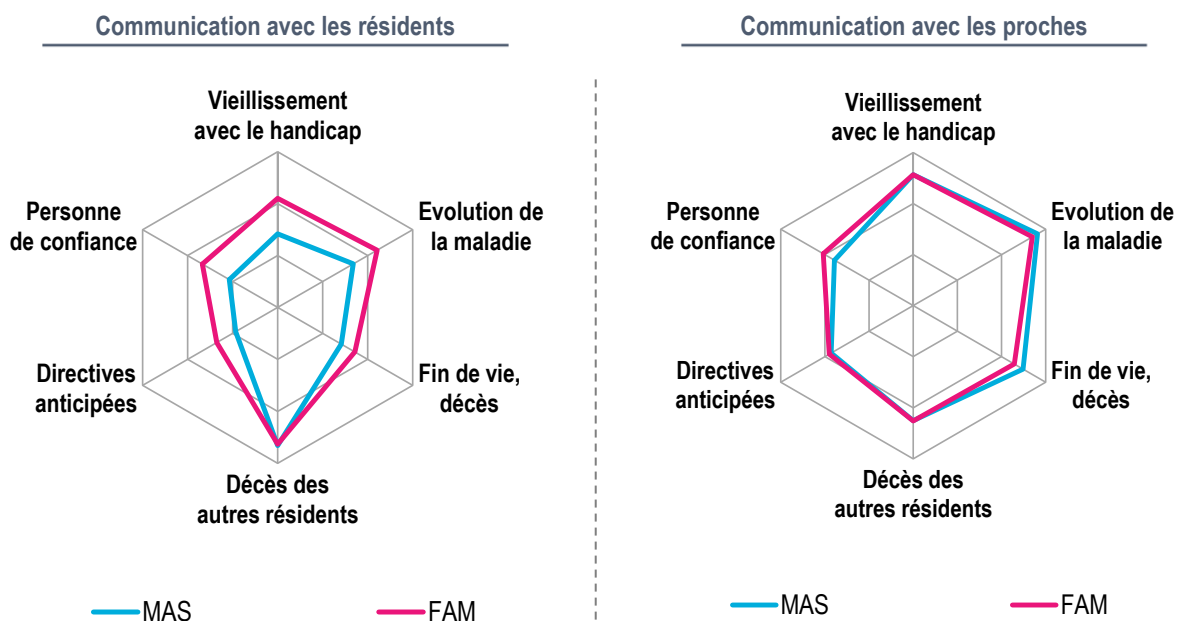 Communication avec les résidents
Vieillissement
avec le handicap
Personne
de confiance
Evolution de
la maladie
Directives
anticipées
Fin de vie,
décès
Décès des
autres résidents
MAS
FAM
Communication avec les proches
Vieillissement
avec le handicap
Personne
de confiance
Evolution de
la maladie
Directives
anticipées
Fin de vie,
décès
Décès des
autres résidents
MAS
FAM